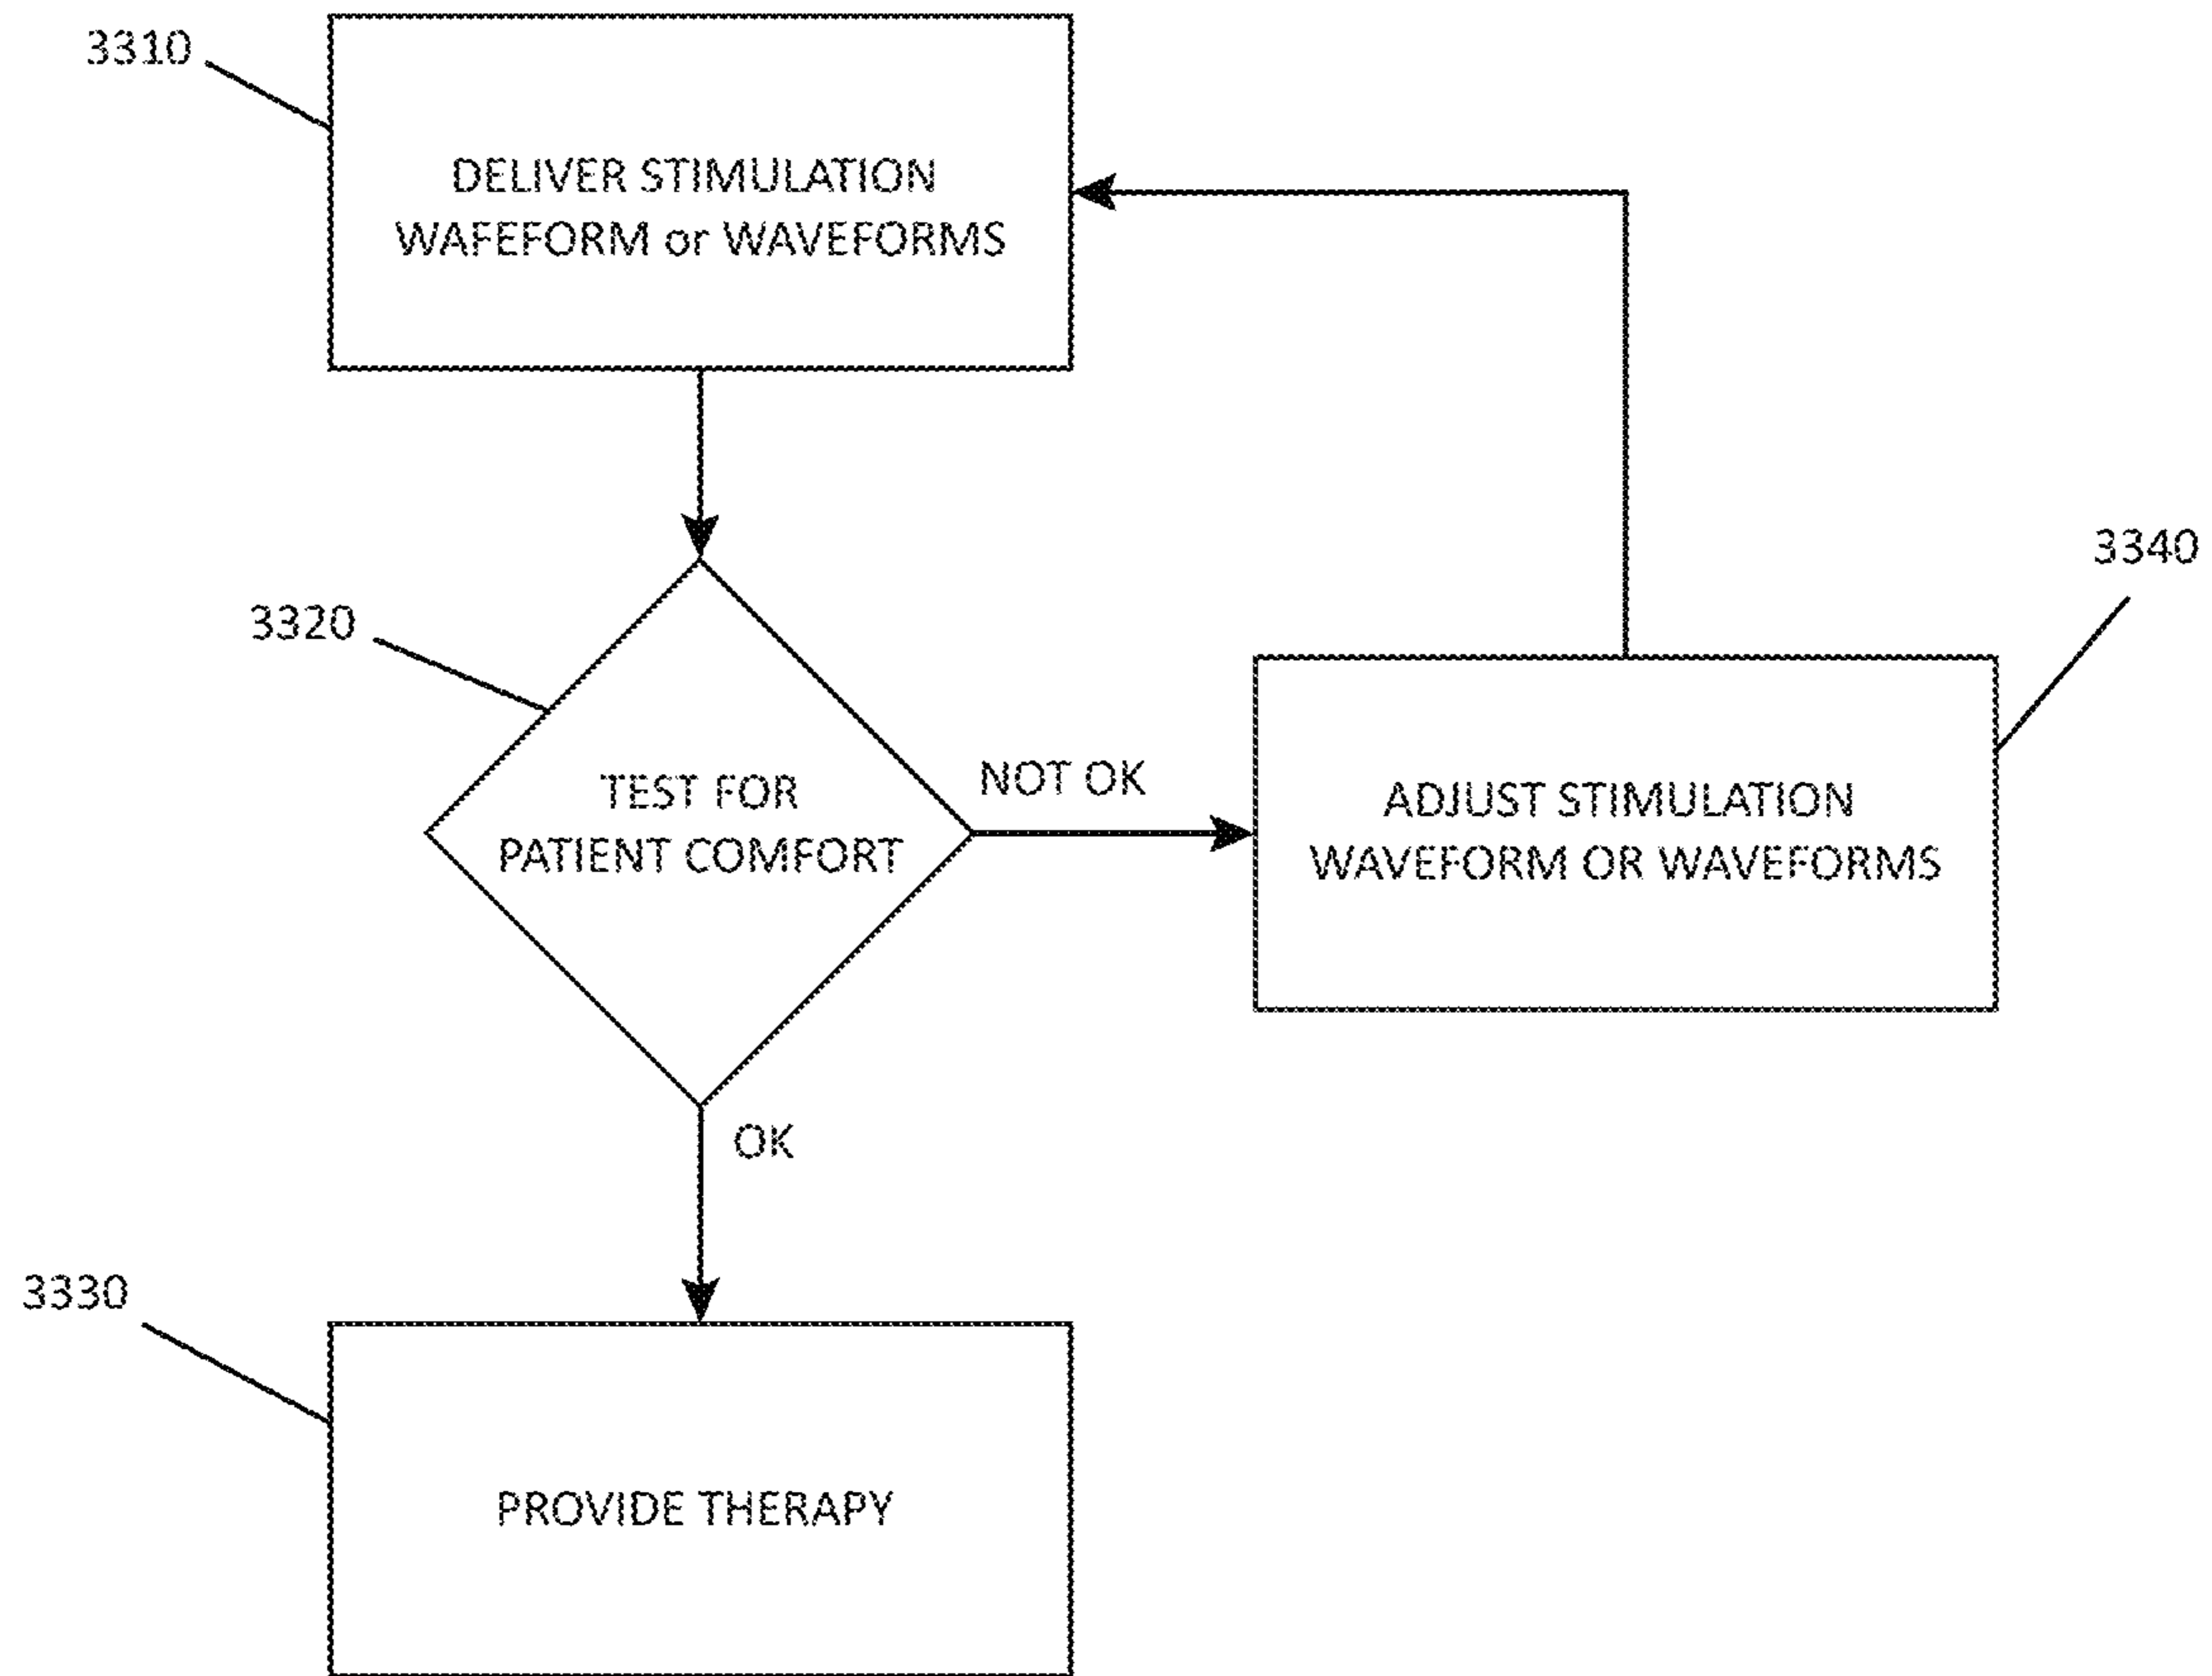 3310
DELIVER STIMULATION
WAFEFORM or WAVEFORMS
3320
TEST FOR
PATIENT COMFORT
NOT OK
3340
ADJUST STIMULATION
WAVEFORM OR WAVEFORMS
OK
3330
PROVIDE THERAPY